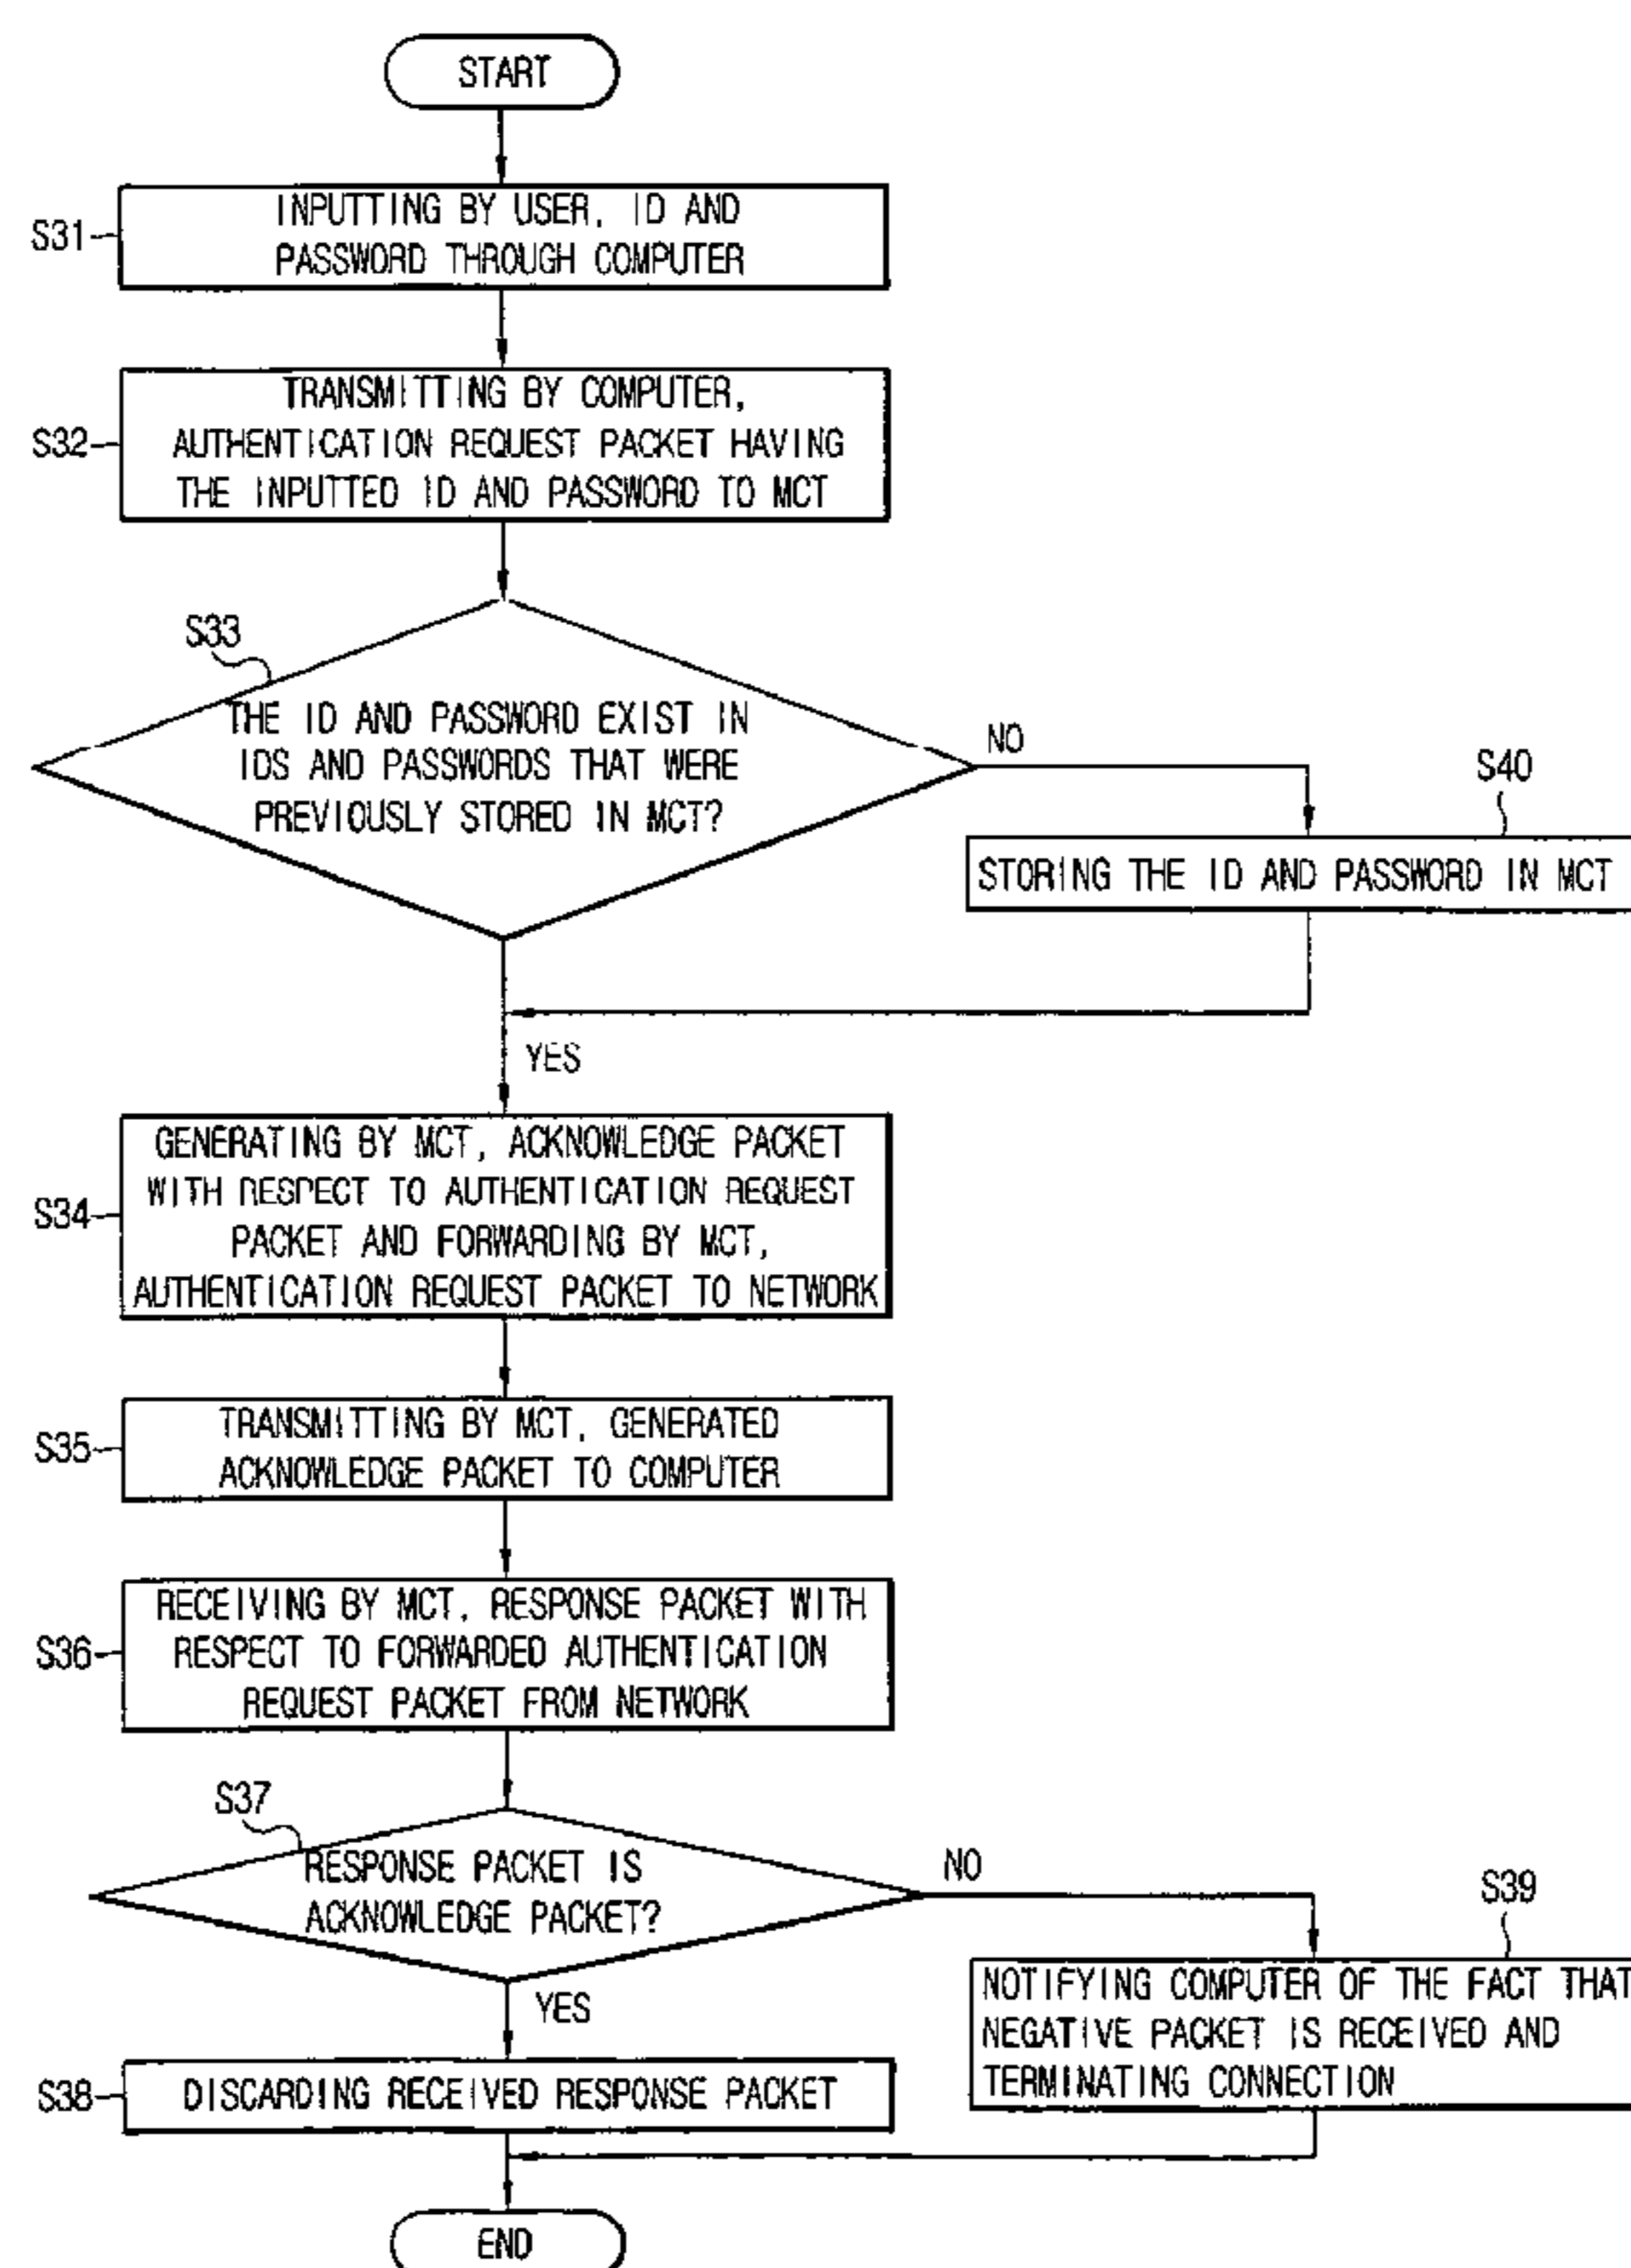 START
S31
INPUTTING BY USER, ID AND
PASSWORD THROUGH COMPUTER
S32
TRANSMITTING BY COMPUTER,
AUTHENTICATION REQUEST PACKET HAVING
THE INPUTTED ID AND PASSWORD TO MCT
S33
THE ID AND PASSWORD EXIST IN
IDS AND PASSWORDS THAT WERE
PREVIOUSLY STORED IN MCT?
NO
S40
STORING THE ID AND PASSWORD IN MCT
YES
S34
GENERATING BY MCT, ACKNOWLEDGE PACKET
WITH RESPECT TO AUTHENTICATION REQUEST
PACKET AND FORWARDING BY MCT,
AUTHENTICATION REQUEST PACKET TO NETWORK
S35
TRANSMITTING BY MCT, GENERATED
ACKNOWLEDGE PACKET TO COMPUTER
S36
RECEIVING BY MCT, RESPONSE PACKET WITH
RESPECT TO FORWARDED AUTHENTICATION
REQUEST PACKET FROM NETWORK
S37
RESPONSE PACKET IS
ACKNOWLEDGE PACKET?
NO
S39
NOTIFYING COMPUTER OF THE FACT THAT
NEGATIVE PACKET IS RECEIVED AND
TERMINATING CONNECTION
YES
S38
DISCARDING RECEIVED RESPONSE PACKET
END